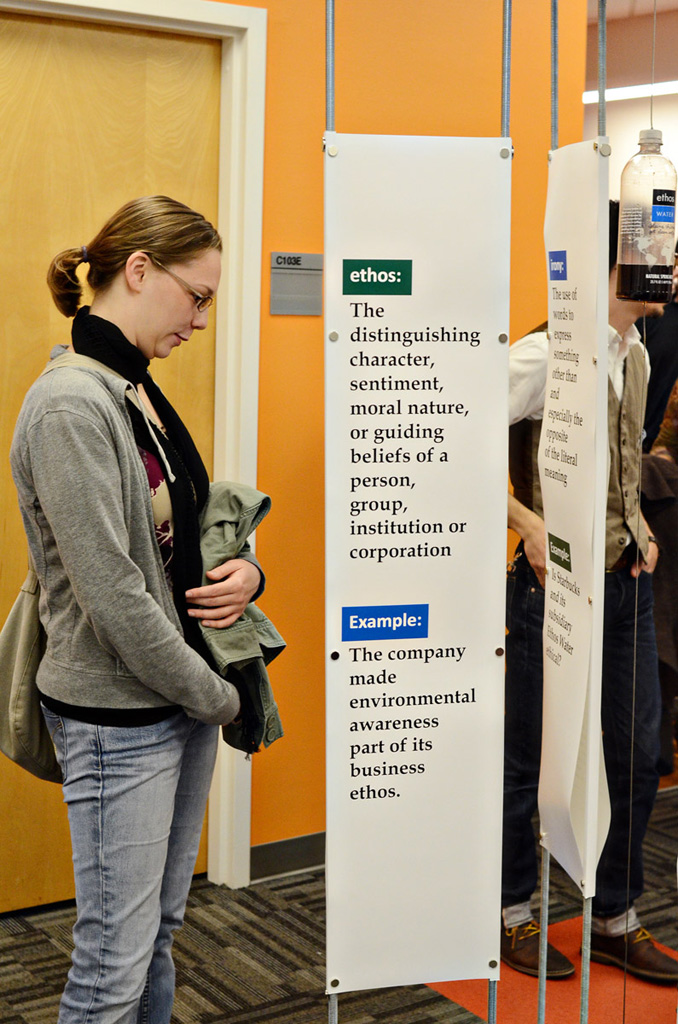 C103E
ethos:
The
distinguishing
character,
sentiment,
moral nature,
or guiding
beliefs of a
person,
group,
institution or
corporation
Example:
The company
made
environmental
awareness
part of its
business
ethos.
Irony:
The use of
words to
express
something
other than
and
especially the
opposite
of the literal
meaning
Example:
Is Starbucks
and its
subsidiary
Ethos Water
ethical?
ethos
WATER